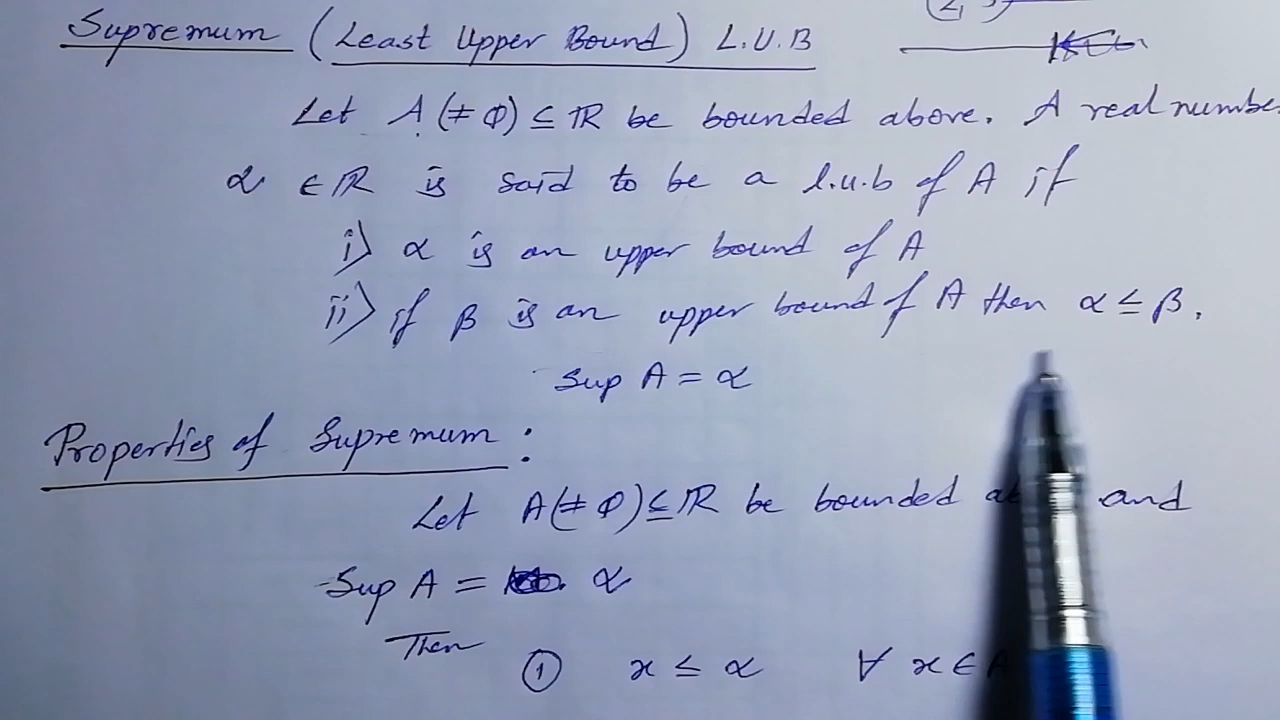 Supremum (Least Upper Bound) L.U.B
Let A (≠ Φ) ⊆ ℝ be bounded above. A real
α ∈ ℝ is said to be a l.u.b of A if
i) α is an upper bound of A
ii) if β is an upper bound of A then α ≤ β.
Sup A = α
Properties of Supremum :
Let A (≠ Φ) ⊆ ℝ be bounded and
Sup A = α
Then ① x ≤ α ∀ x ∈ A